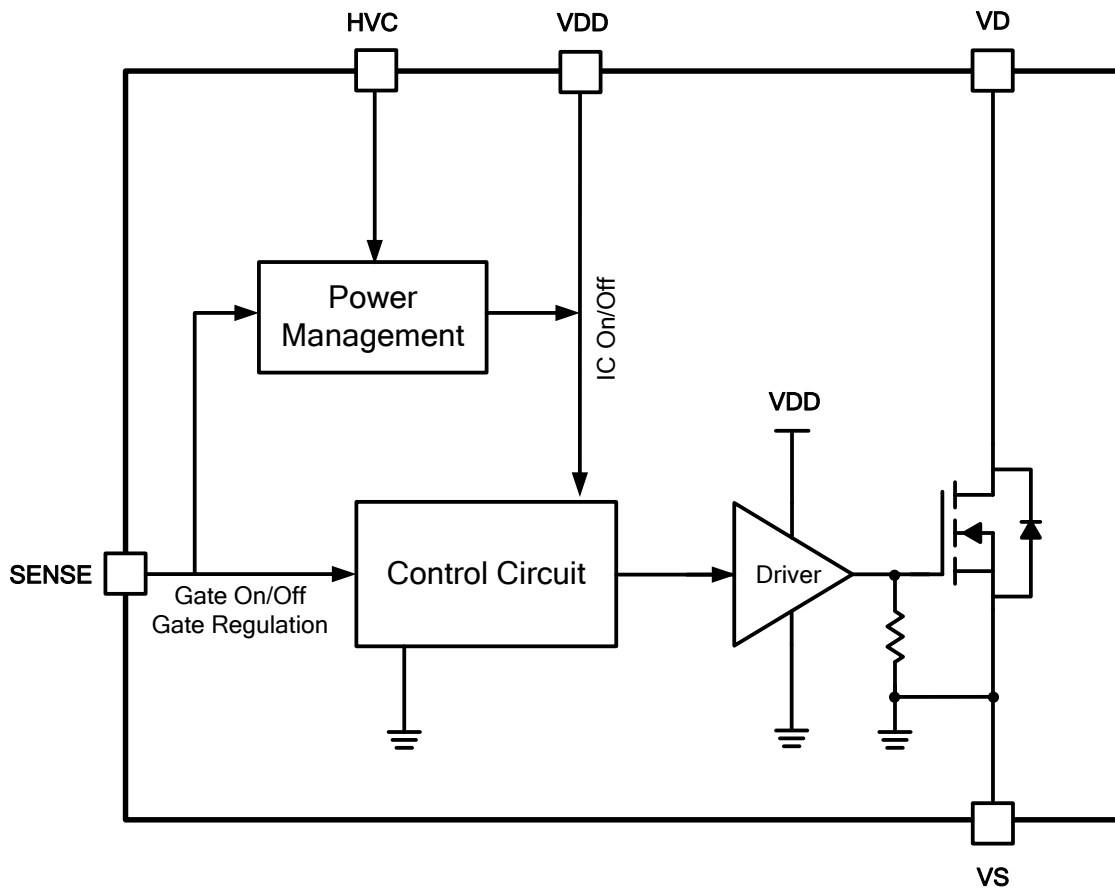 HVC
VDD
VD
Power
Management
IC On/Off
VDD
SENSE
Control Circuit
Driver
Gate On/Off
Gate Regulation
VS